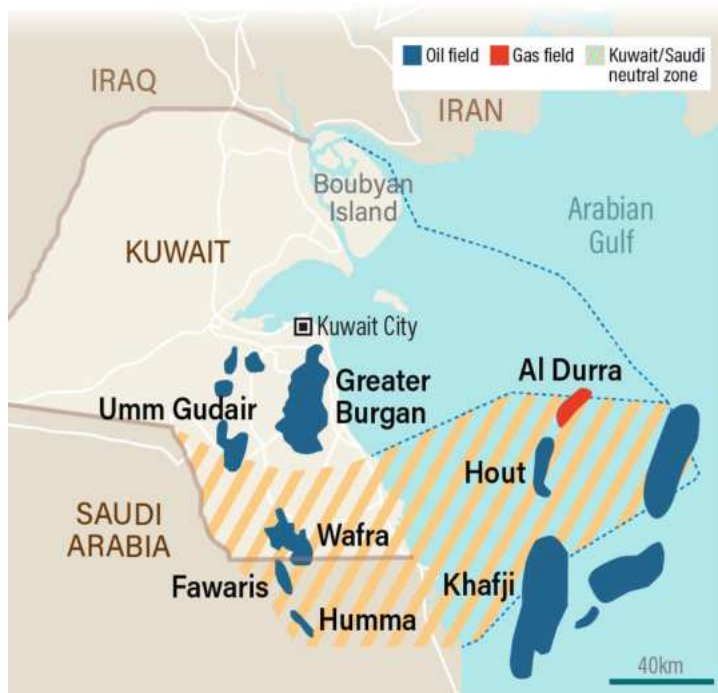 Oil field
Gas field
Kuwait/Saudi
neutral zone
IRAQ
IRAN
Boubyan
Island
Arabian
Gulf
KUWAIT
Kuwait City
Al Durra
Greater
Burgan
Umm Gudair
Hout
SAUDI
ARABIA
Wafra
Fawaris
Khafji
Humma
40km